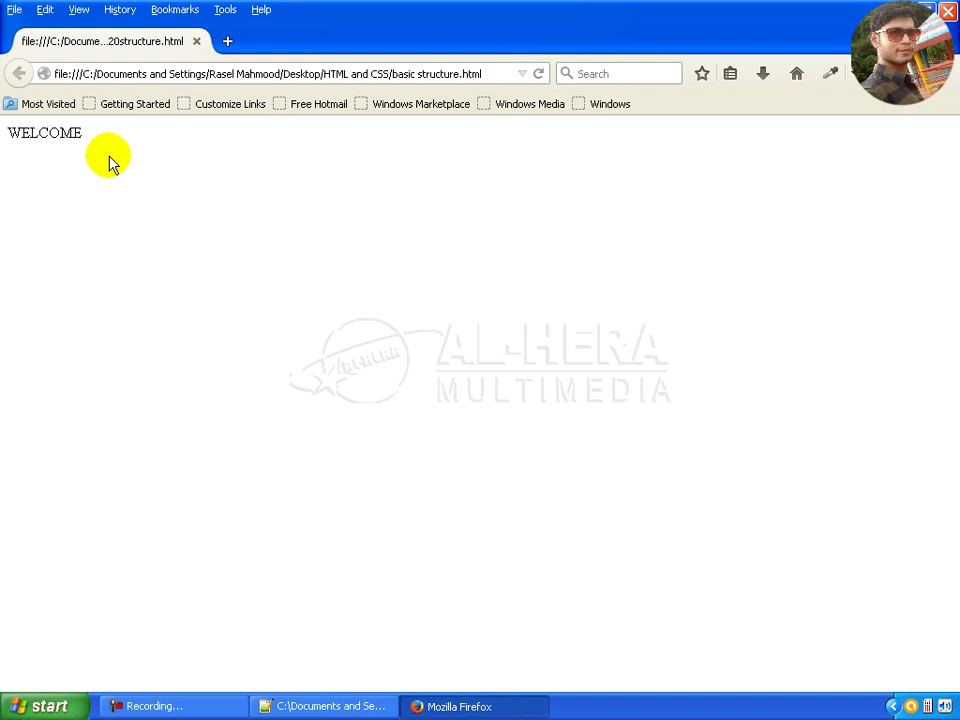 File Edit View History Bookmarks Tools Help
file:///C:/Docume...20structure.html
file:///C:/Documents and Settings/Rasel Mahmood/Desktop/HTML and CSS/basic structure.html Search
Most Visited Getting Started Customize Links Free Hotmail Windows Marketplace Windows Media Windows
WELCOME
AL-HERA
AL-HERA
MULTIMEDIA
start Recording... C:\Documents and Se... Mozilla Firefox